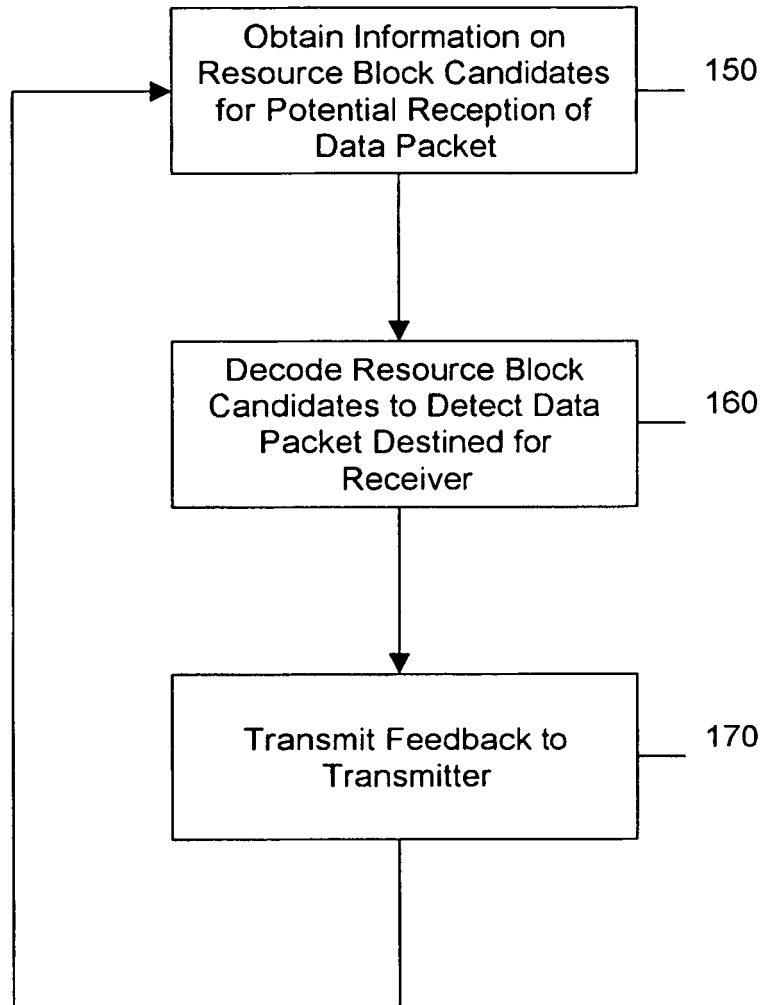 Obtain Information on
Resource Block Candidates
for Potential Reception of
Data Packet
150
Decode Resource Block
Candidates to Detect Data
Packet Destined for
Receiver
160
Transmit Feedback to
Transmitter
170